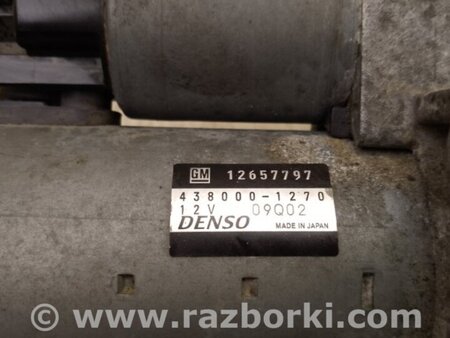 GM 12657797
438000-1270
12V 09Q02
DENSO MADE IN JAPAN
© www.razborki.com